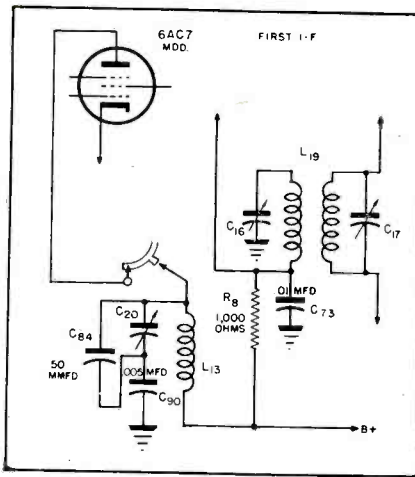 6AC7
MDD.
FIRST I-F
L19
C16
C17
.01 MFD
R8
1,000
OHMS
C73
C20
C84
50
MMFD
.005 MFD
L13
C90
B+